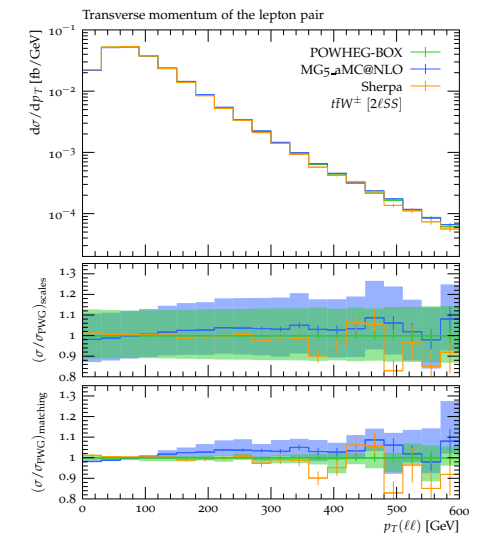 Transverse momentum of the lepton pair
dσ/dp_T [fb/GeV]
10⁻¹
10⁻²
10⁻³
10⁻⁴
POWHEG-BOX
MG5_aMC@NLO
Sherpa
tt̄W± [2ℓSS]
(σ/σ_PWG)scales
1.3
1.2
1.1
1
0.9
0.8
(σ/σ_PWG)matching
1.3
1.2
1.1
1
0.9
0.8
0 100 200 300 400 500 600
p_T(ℓℓ) [GeV]